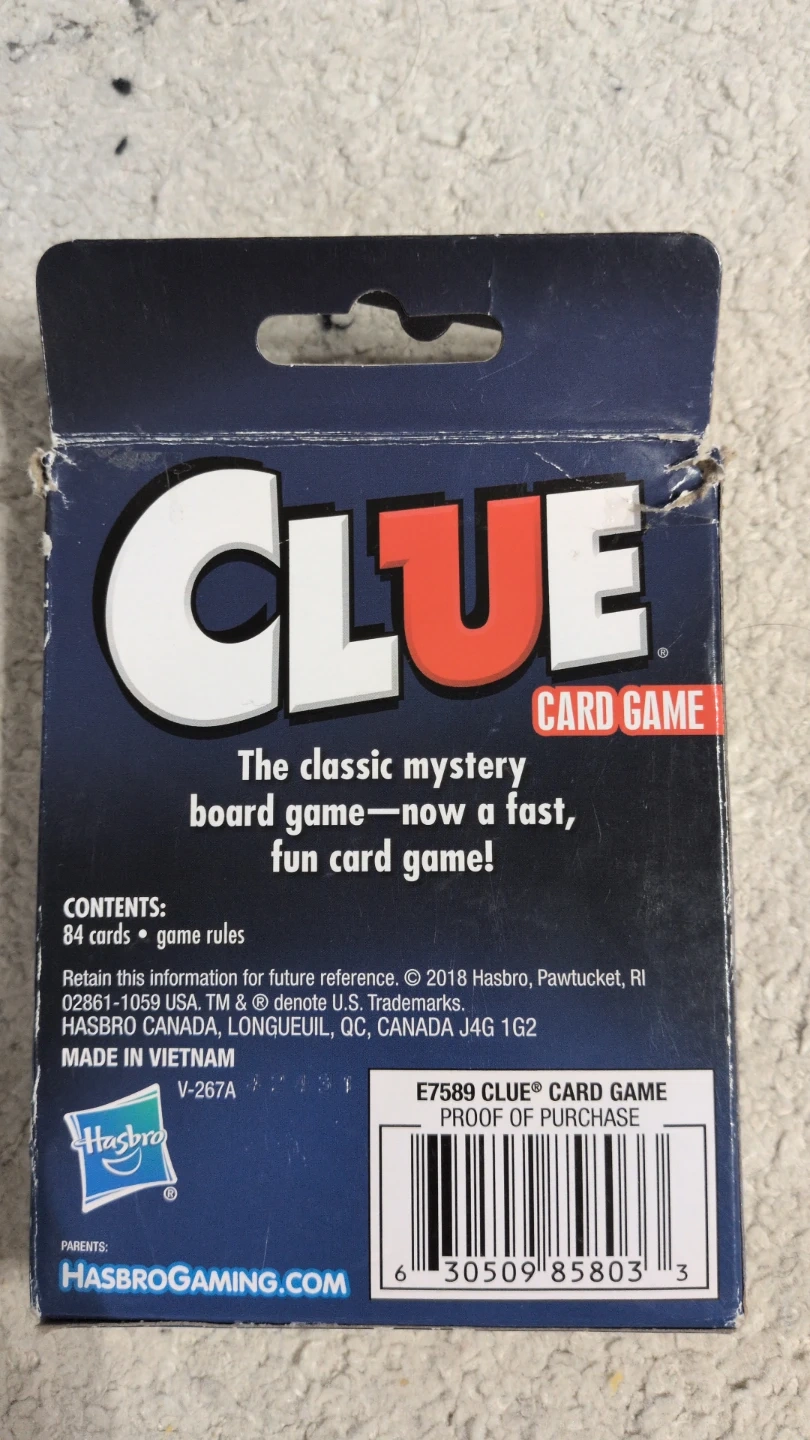 CLUE®
CARD GAME
The classic mystery
board game—now a fast,
fun card game!
CONTENTS:
84 cards • game rules
Retain this information for future reference. © 2018 Hasbro, Pawtucket, RI
02861-1059 USA. TM & ® denote U.S. Trademarks.
HASBRO CANADA, LONGUEUIL, QC, CANADA J4G 1G2
MADE IN VIETNAM
V-267A
Hasbro®
PARENTS:
HASBROGAMING.COM
E7589 CLUE® CARD GAME
PROOF OF PURCHASE
6 30509 85803 3